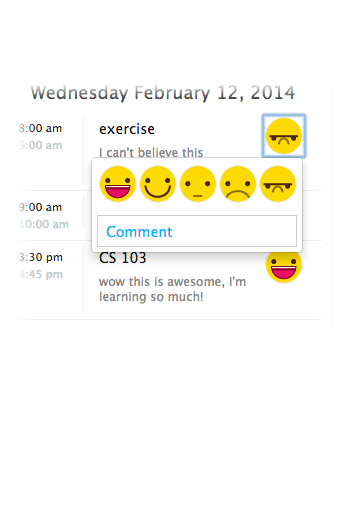 Wednesday February 12, 2014
8:00 am
exercise
9:00 am
I can't believe this
9:00 am
10:00 am
Comment
3:30 pm
CS 103
4:45 pm
wow this is awesome, I'm
learning so much!